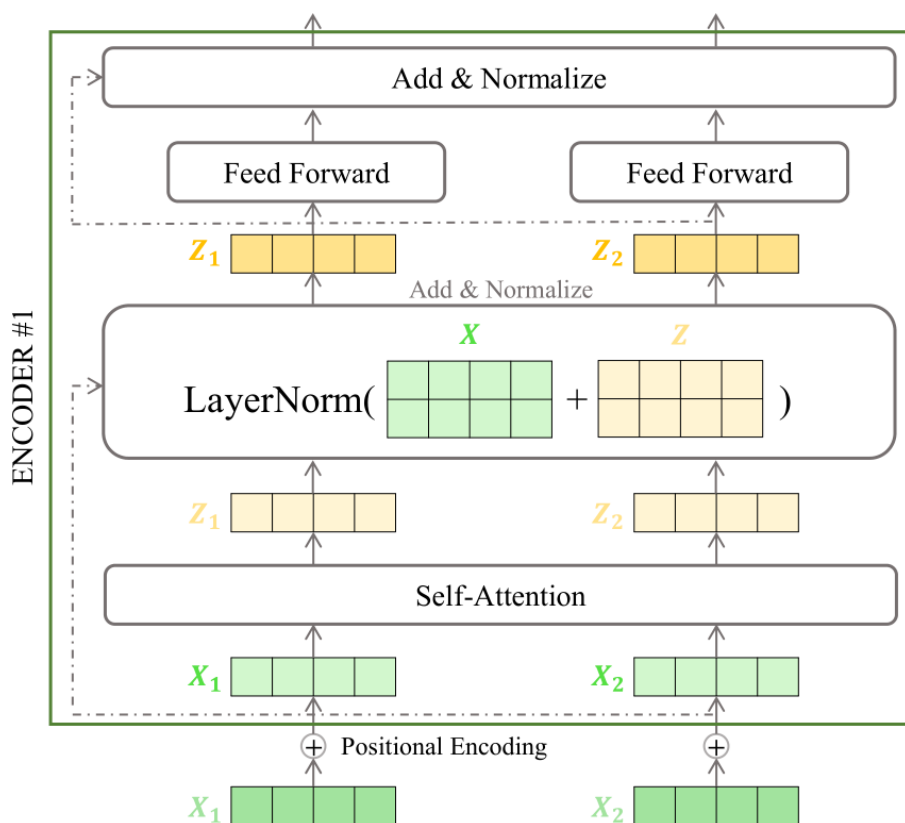 Add & Normalize
Feed Forward Feed Forward
Z₁ Z₂
Add & Normalize
X Z
LayerNorm( + )
ENCODER #1
Z₁ Z₂
Self-Attention
X₁ X₂
+ Positional Encoding +
X₁ X₂